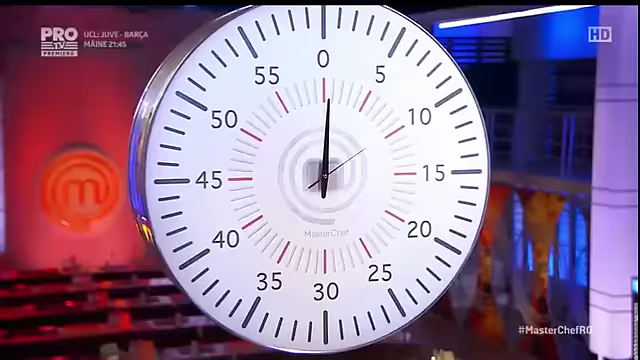 PRO
TV
PREMIERA
UCL: JUVE - BARÇA
MÂINE 21:45
HD
0
5
10
15
20
25
30
35
40
45
50
55
MasterChef
#MasterChefRO